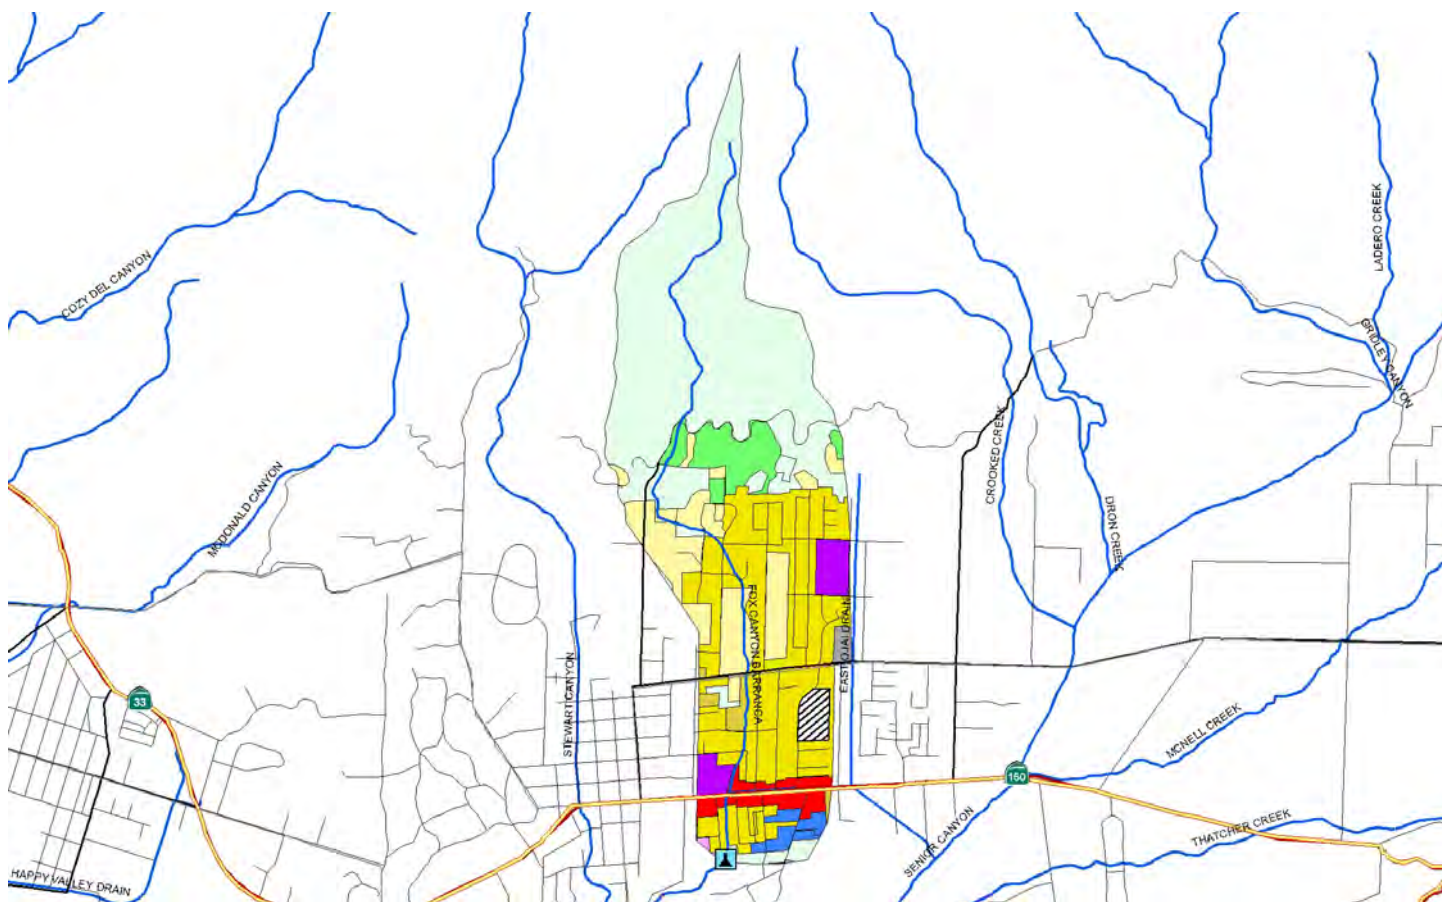 LADERO CREEK
COZY DEL CANYON
GRIDLEY CANYON
CROOKED CREEK
MCDONALD CANYON
DRON CREEK
FOX CANYON BARRANCA
EAST OJAI DRAIN
STEWART CANYON
33
MCNELL CREEK
150
SENIOR CANYON
THATCHER CREEK
HAPPY VALLEY DRAIN